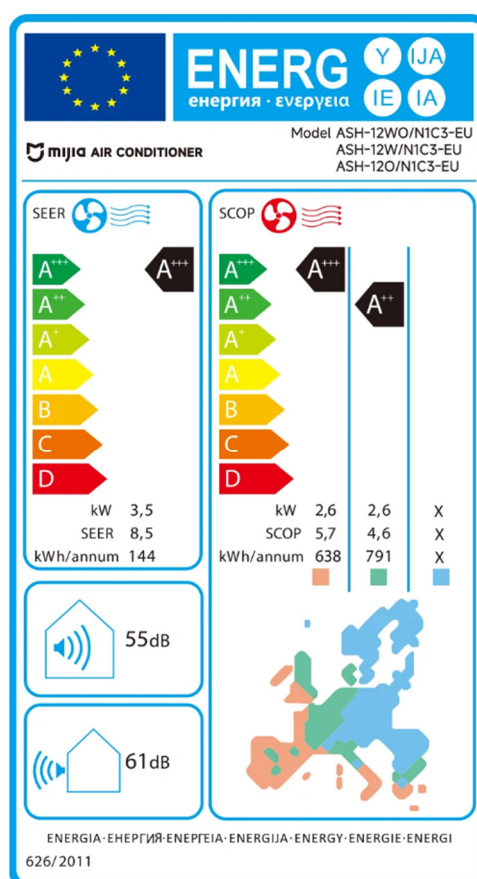 ENERG
енергия · ενεργεια
Y IJA
IE IA
mijia AIR CONDITIONER
Model ASH-12WO/N1C3-EU
ASH-12W/N1C3-EU
ASH-12O/N1C3-EU
SEER
A+++ A+++
A++
A+
A
B
C
D
kW 3,5
SEER 8,5
kWh/annum 144
SCOP
A+++ A+++
A++ A++
A+
A
B
C
D
kW 2,6 2,6 X
SCOP 5,7 4,6 X
kWh/annum 638 791 X
55dB
61dB
ENERGIA·ЕНЕРГИЯ·ΕΝΕΡΓΕΙΑ·ENERGIJA·ENERGY·ENERGIE·ENERGI
626/2011